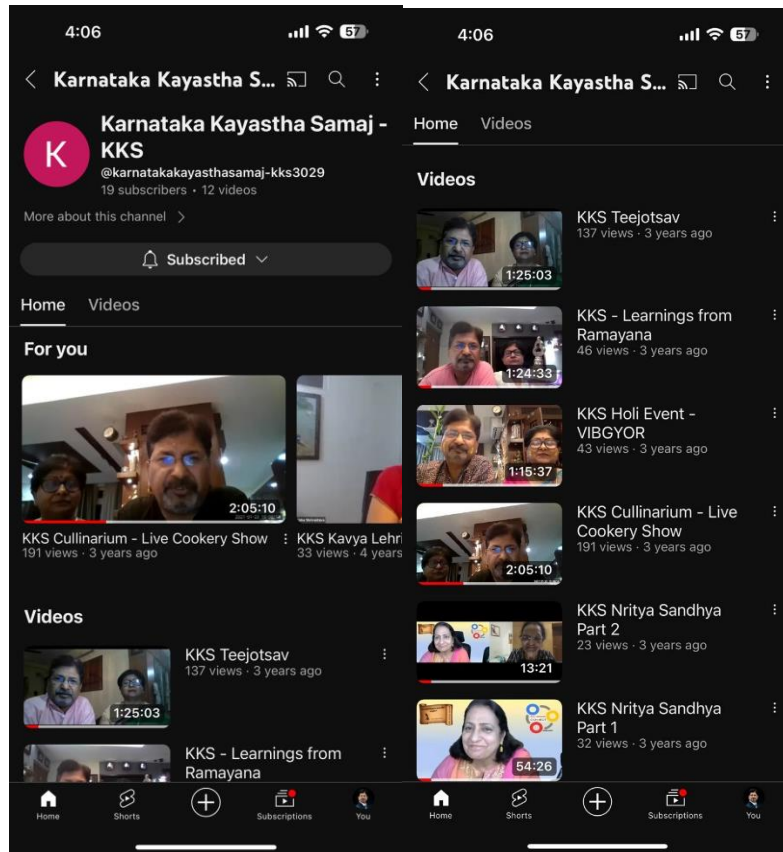 4:06
57
Karnataka Kayastha S...
K
Karnataka Kayastha Samaj -
KKS
@karnatakakayasthasamaj-kks3029
19 subscribers • 12 videos
More about this channel
Subscribed
Home Videos
For you
2:05:10
KKS Cullinarium - Live Cookery Show
191 views · 3 years ago
KKS Kavya Lehri
33 views · 4 years
Videos
1:25:03
KKS Teejotsav
137 views · 3 years ago
KKS - Learnings from
Ramayana
Home
Shorts
Subscriptions
You
4:06
57
Karnataka Kayastha S...
Home Videos
Videos
KKS Teejotsav
137 views · 3 years ago
1:25:03
KKS - Learnings from
Ramayana
46 views · 3 years ago
1:24:33
KKS Holi Event -
VIBGYOR
43 views · 3 years ago
1:15:37
KKS Cullinarium - Live
Cookery Show
191 views · 3 years ago
2:05:10
KKS Nritya Sandhya
Part 2
23 views · 3 years ago
13:21
KKS Nritya Sandhya
Part 1
32 views · 3 years ago
54:26
Home
Shorts
Subscriptions
You